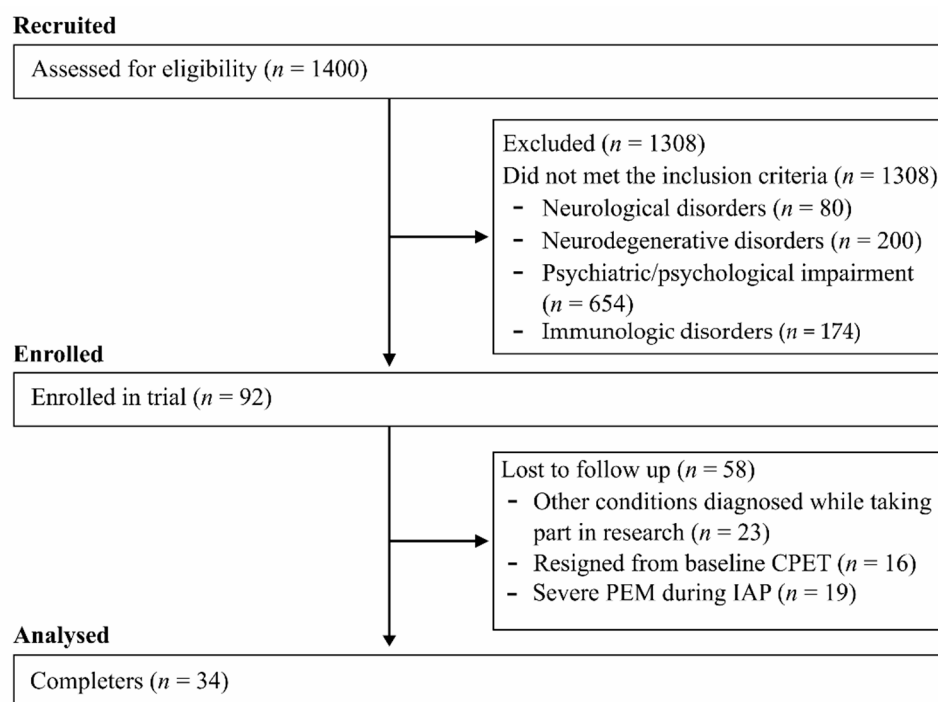 Recruited
Assessed for eligibility (n = 1400)
Excluded (n = 1308)
Did not met the inclusion criteria (n = 1308)
- Neurological disorders (n = 80)
- Neurodegenerative disorders (n = 200)
- Psychiatric/psychological impairment
(n = 654)
- Immunologic disorders (n = 174)
Enrolled
Enrolled in trial (n = 92)
Lost to follow up (n = 58)
- Other conditions diagnosed while taking
part in research (n = 23)
- Resigned from baseline CPET (n = 16)
- Severe PEM during IAP (n = 19)
Analysed
Completers (n = 34)